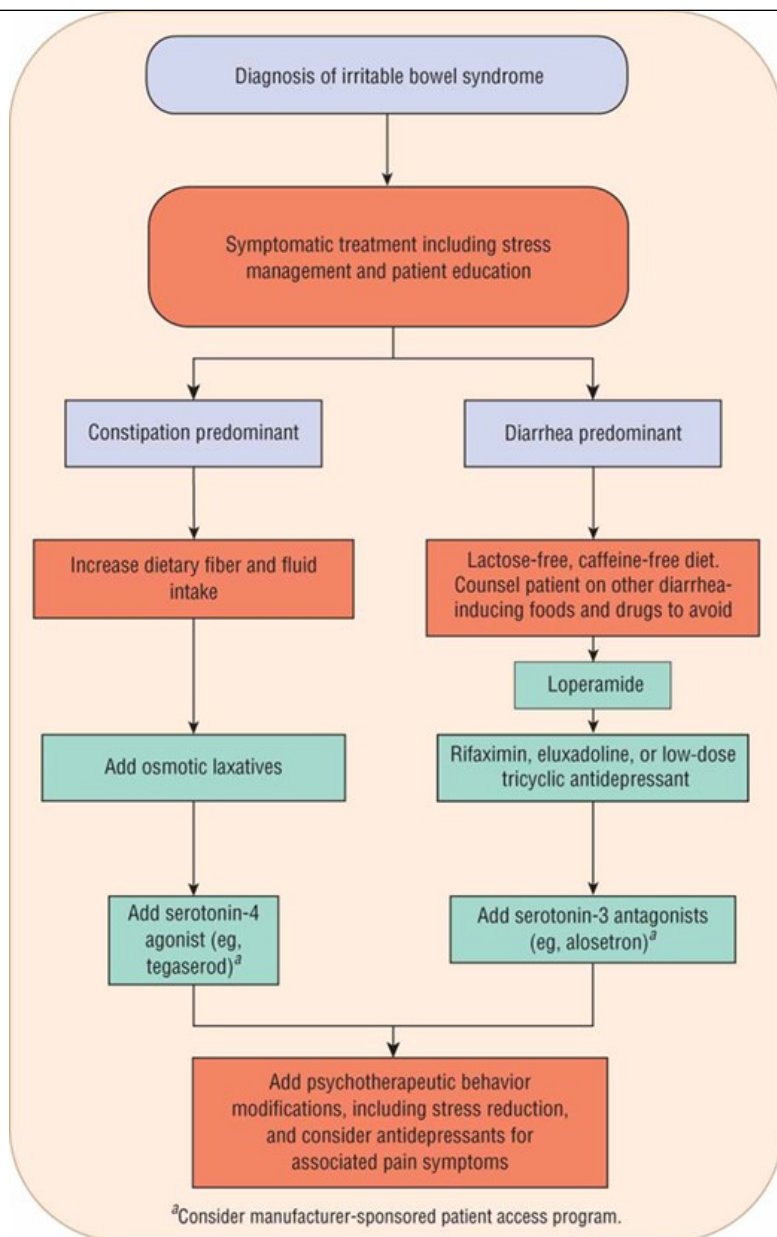 Diagnosis of irritable bowel syndrome
Symptomatic treatment including stress
management and patient education
Constipation predominant
Diarrhea predominant
Increase dietary fiber and fluid
intake
Lactose-free, caffeine-free diet.
Counsel patient on other diarrhea-
inducing foods and drugs to avoid
Loperamide
Add osmotic laxatives
Rifaximin, eluxadoline, or low-dose
tricyclic antidepressant
Add serotonin-4
agonist (eg,
tegaserod)a
Add serotonin-3 antagonists
(eg, alosetron)a
Add psychotherapeutic behavior
modifications, including stress reduction,
and consider antidepressants for
associated pain symptoms
aConsider manufacturer-sponsored patient access program.